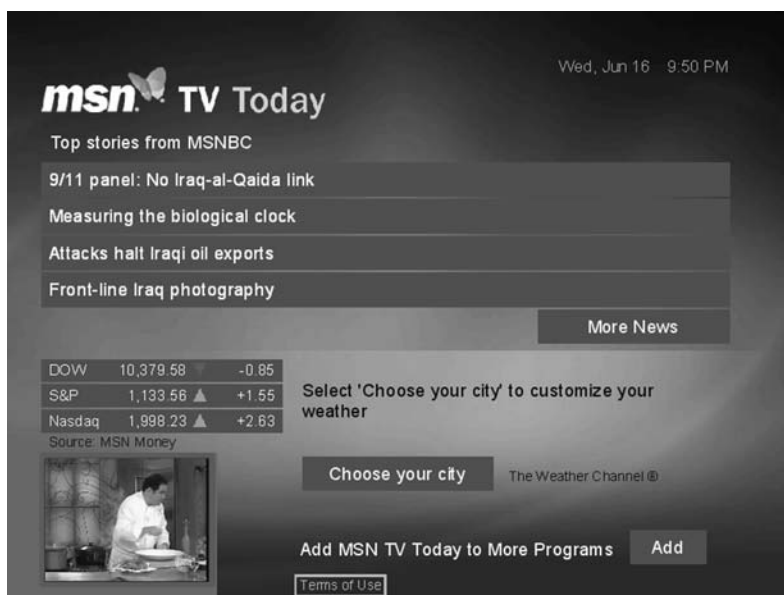 Wed, Jun 16 9:50 PM
msn TV Today
Top stories from MSNBC
9/11 panel: No Iraq-al-Qaida link
Measuring the biological clock
Attacks halt Iraqi oil exports
Front-line Iraq photography
More News
DOW 10,379.58 ▼ -0.85
S&P 1,133.56 ▲ +1.55
Nasdaq 1,998.23 ▲ +2.63
Source: MSN Money
Select 'Choose your city' to customize your
weather
Choose your city
The Weather Channel ®
Add MSN TV Today to More Programs
Add
Terms of Use